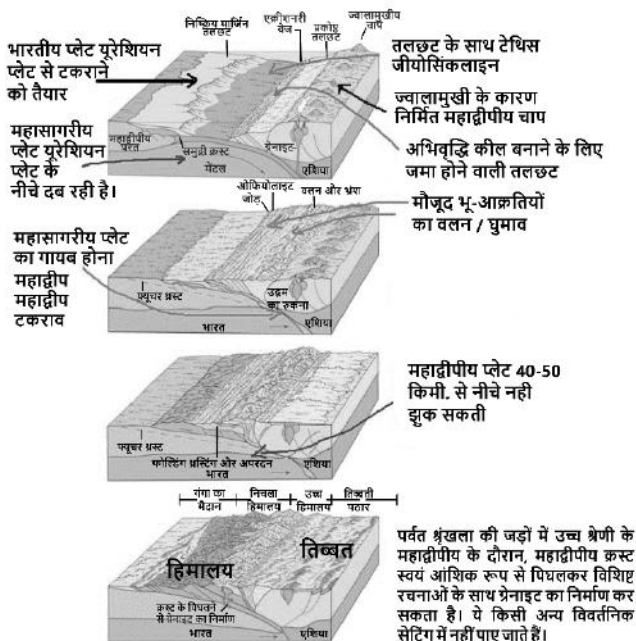 ज्वालामुखीय
चाप
एक्रीशनरी
वेज
प्रकोष्ठ
तलछट
निष्क्रिय मार्जिन
तलछट
भारतीय प्लेट यूरेशियन
प्लेट से टकराने
को तैयार
तलछट के साथ टेथिस
जीयोसिंकलाइन
ज्वालामुखी के कारण
निर्मित महाद्वीपीय चाप
महासागरीय
प्लेट यूरेशियन
प्लेट के
नीचे दब रही है।
महाद्वीपीय
परत
समुद्री क्रस्ट
मेंटल
ग्रेनाइट
एशिया
अभिवृद्धि कील बनाने के लिए
जमा होने वाली तलछट
ओफियोलाइट
जोड़
वलन और भ्रंश
मौजूद भू-आक्रतियों
का वलन / घुमाव
महासागरीय प्लेट
का गायब होना
महाद्वीप
महाद्वीप
टकराव
फ्यूचर थ्रस्ट
उद्गम
का रुकना
भारत
एशिया
महाद्वीपीय प्लेट 40-50
किमी. से नीचे नही
झुक सकती
फ्यूचर थ्रस्ट
फोल्डिंग थ्रस्टिंग और अपरदन
भारत
एशिया
गंगा का
मैदान
निचला
हिमालय
उच्च
हिमालय
तिब्बती
पठार
हिमालय
तिब्बत
क्रस्ट के पिघलने
से ग्रेनाइट का निर्माण
भारत
एशिया
पर्वत श्रृंखला की जड़ों में उच्च श्रेणी के
महाद्वीपीय के दौरान, महाद्वीपीय क्रस्ट
स्वयं आंशिक रूप से पिघलकर विशिष्ट
रचनाओं के साथ ग्रेनाइट का निर्माण कर
सकता है। ये किसी अन्य विवर्तनिक
सेटिंग में नहीं पाए जाते हैं।